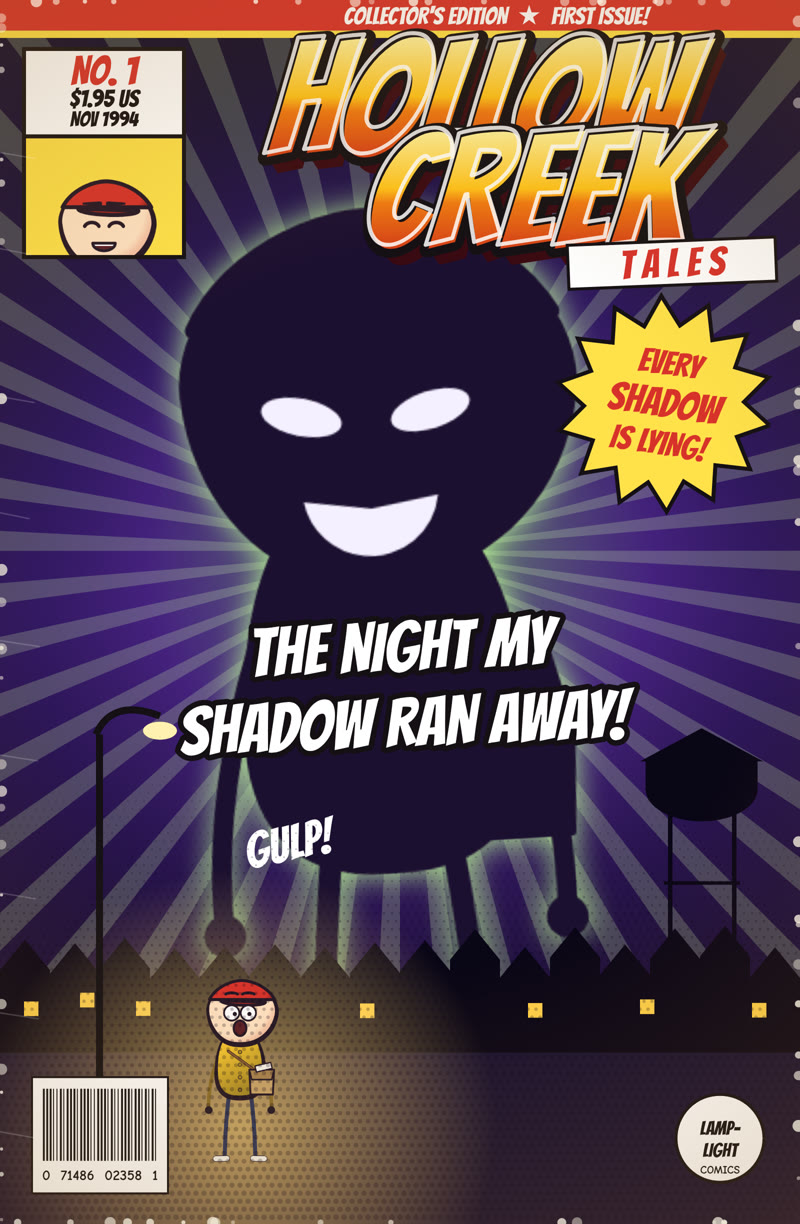 COLLECTOR'S EDITION ★ FIRST ISSUE!
NO. 1
$1.95 US
NOV 1994
HOLLOW
CREEK
TALES
EVERY
SHADOW
IS LYING!
THE NIGHT MY
SHADOW RAN AWAY!
GULP!
0 71486 02358 1
LAMP-
LIGHT
COMICS